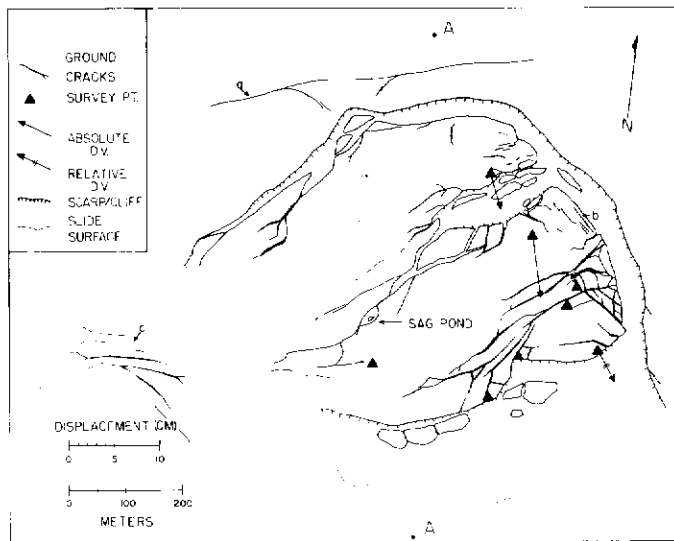 GROUND
CRACKS
SURVEY PT.
ABSOLUTE
D.V.
RELATIVE
D.V.
SCARP/CLIFF
SLIDE
SURFACE
A
N
a
b
SAG POND
c
DISPLACEMENT (CM)
0 5 10
0 100 200
METERS
A